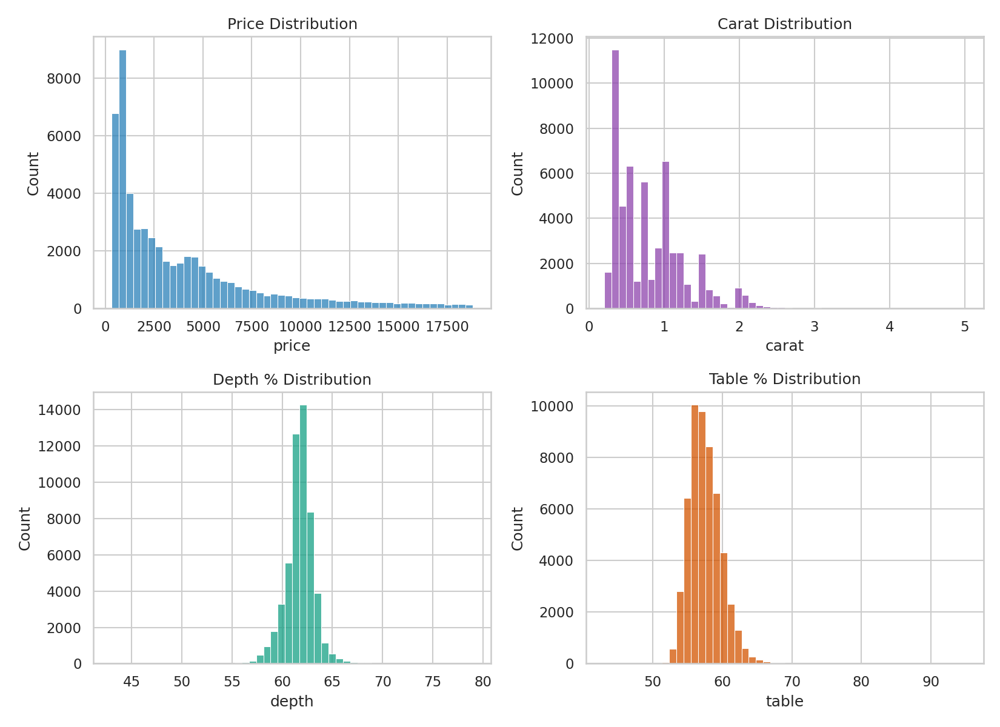 Price Distribution
8000
6000
4000
2000
0
Count
0 2500 5000 7500 10000 12500 15000 17500
price
Carat Distribution
12000
10000
8000
6000
4000
2000
0
Count
0 1 2 3 4 5
carat
Depth % Distribution
14000
12000
10000
8000
6000
4000
2000
0
Count
45 50 55 60 65 70 75 80
depth
Table % Distribution
10000
8000
6000
4000
2000
0
Count
50 60 70 80 90
table